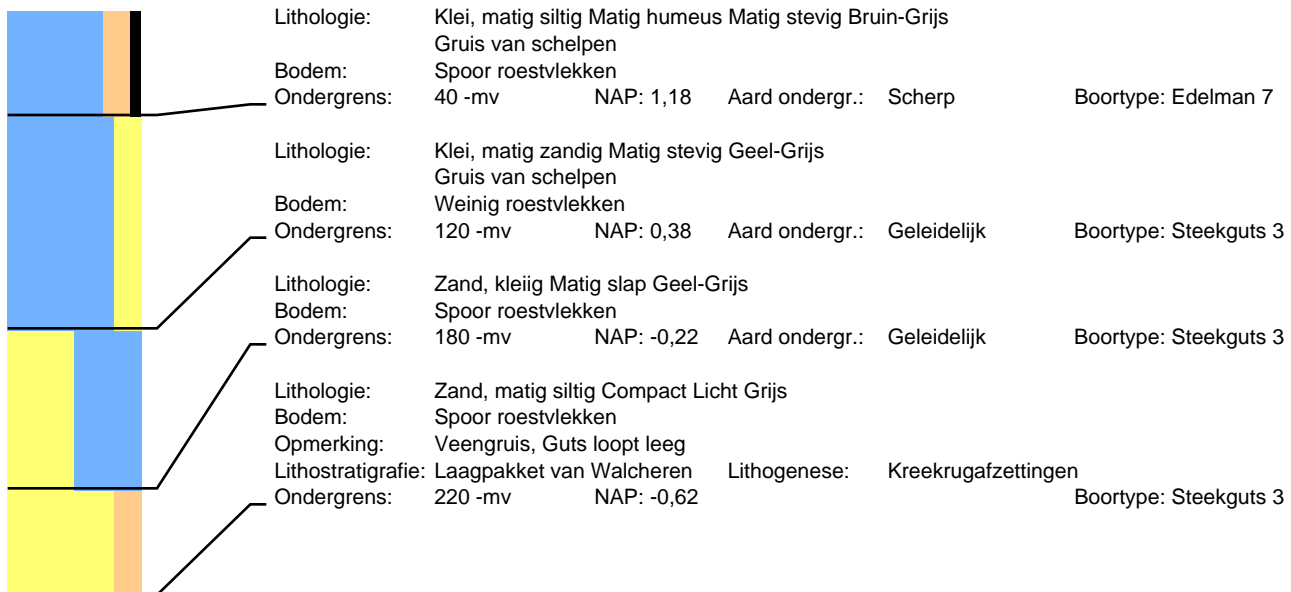 Lithologie: Klei, matig siltig Matig humeus Matig stevig Bruin-Grijs
Gruis van schelpen
Bodem: Spoor roestvlekken
Ondergrens: 40 -mv NAP: 1,18 Aard ondergr.: Scherp Boortype: Edelman 7
Lithologie: Klei, matig zandig Matig stevig Geel-Grijs
Gruis van schelpen
Bodem: Weinig roestvlekken
Ondergrens: 120 -mv NAP: 0,38 Aard ondergr.: Geleidelijk Boortype: Steekguts 3
Lithologie: Zand, kleiig Matig slap Geel-Grijs
Bodem: Spoor roestvlekken
Ondergrens: 180 -mv NAP: -0,22 Aard ondergr.: Geleidelijk Boortype: Steekguts 3
Lithologie: Zand, matig siltig Compact Licht Grijs
Bodem: Spoor roestvlekken
Opmerking: Veengruis, Guts loopt leeg
Lithostratigrafie: Laagpakket van Walcheren Lithogenese: Kreekrugafzettingen
Ondergrens: 220 -mv NAP: -0,62 Boortype: Steekguts 3